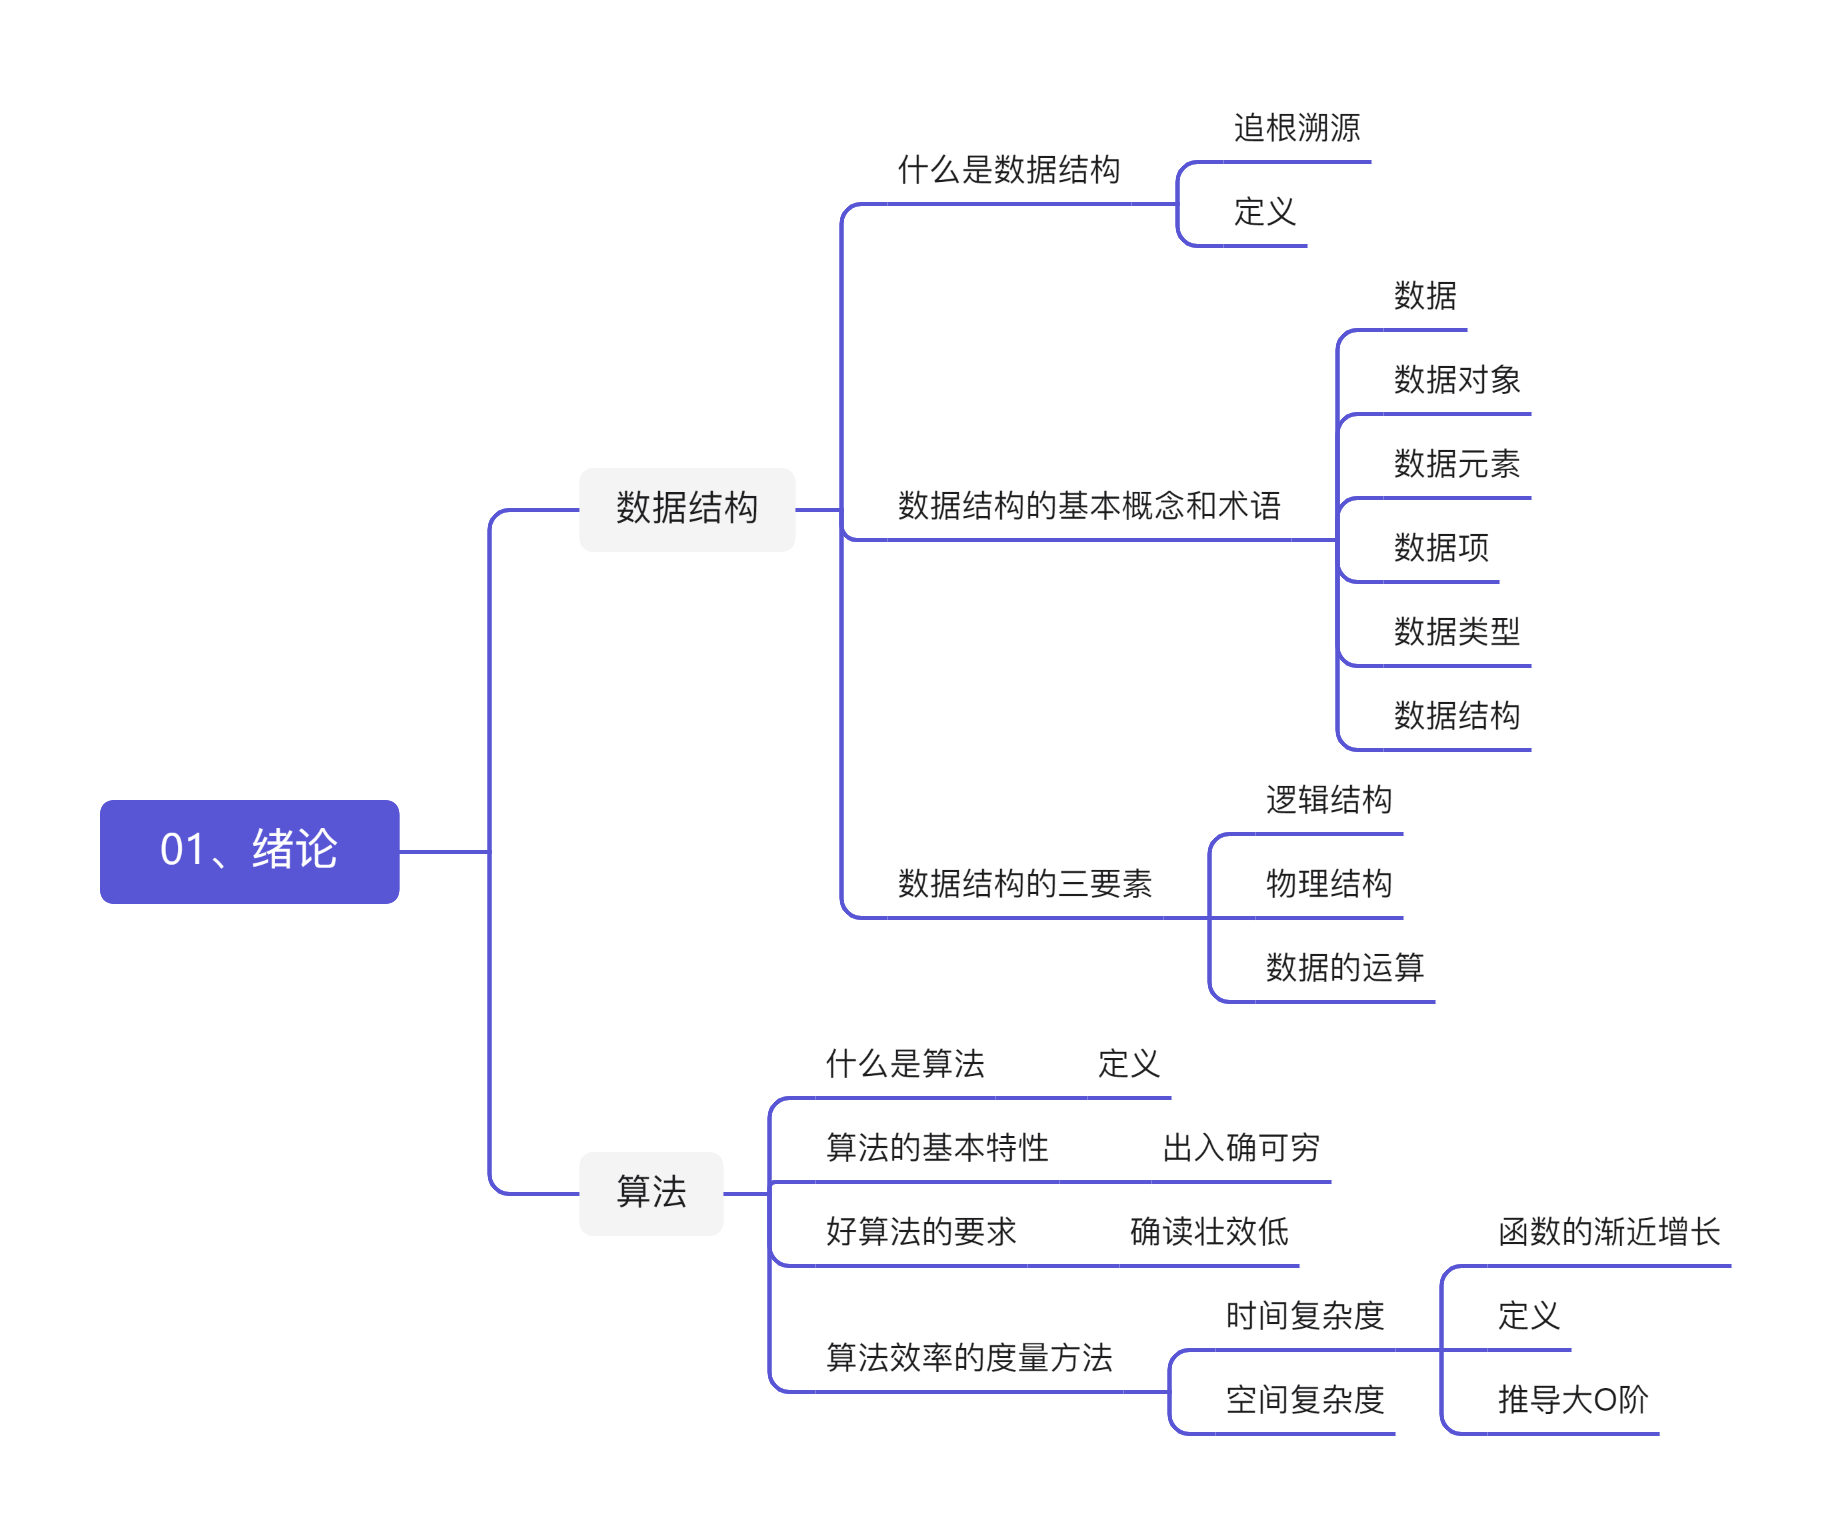 01、绪论
数据结构
什么是数据结构
追根溯源
定义
数据结构的基本概念和术语
数据
数据对象
数据元素
数据项
数据类型
数据结构
数据结构的三要素
逻辑结构
物理结构
数据的运算
算法
什么是算法
定义
算法的基本特性
出入确可穷
好算法的要求
确读壮效低
算法效率的度量方法
时间复杂度
函数的渐近增长
定义
推导大O阶
空间复杂度